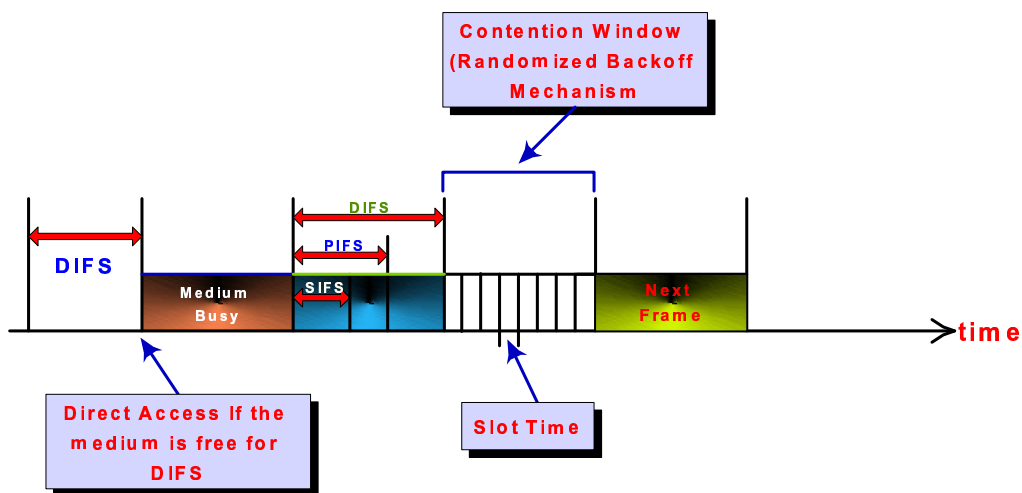 Contention Window
(Randomized Backoff
Mechanism
DIFS
PIFS
DIFS
SIFS
Medium
Busy
Next
Frame
time
Direct Access If the
medium is free for
DIFS
Slot Time